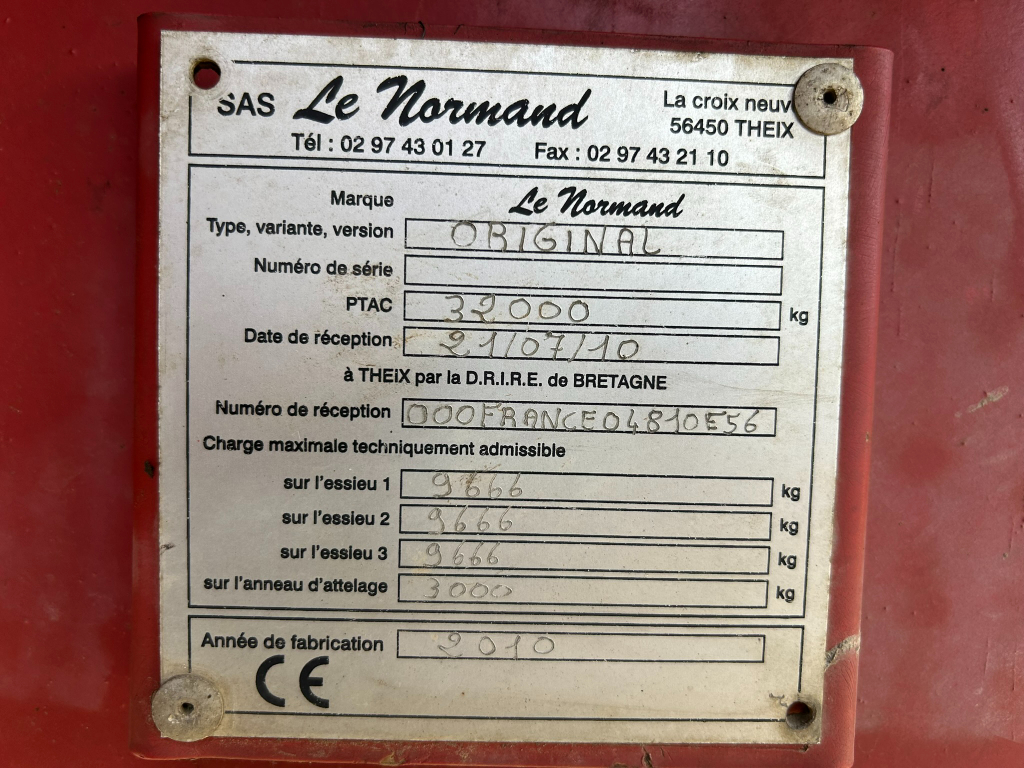 SAS Le Normand
La croix neuv
56450 THEIX
Tél : 02 97 43 01 27 Fax : 02 97 43 21 10
Marque Le Normand
Type, variante, version ORIGINAL
Numéro de série
PTAC 32000 kg
Date de réception 21/07/10
à THEiX par la D.R.I.R.E. de BRETAGNE
Numéro de réception 000FRANCE04810E56
Charge maximale techniquement admissible
sur l'essieu 1 9666 kg
sur l'essieu 2 9666 kg
sur l'essieu 3 9666 kg
sur l'anneau d'attelage 3000 kg
Année de fabrication 2010
CE